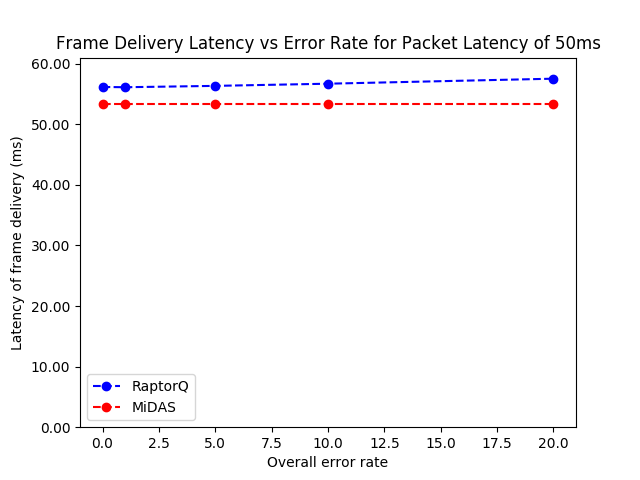 Frame Delivery Latency vs Error Rate for Packet Latency of 50ms
60.00
50.00
40.00
30.00
20.00
10.00
0.00
Latency of frame delivery (ms)
RaptorQ
MiDAS
0.0 2.5 5.0 7.5 10.0 12.5 15.0 17.5 20.0
Overall error rate